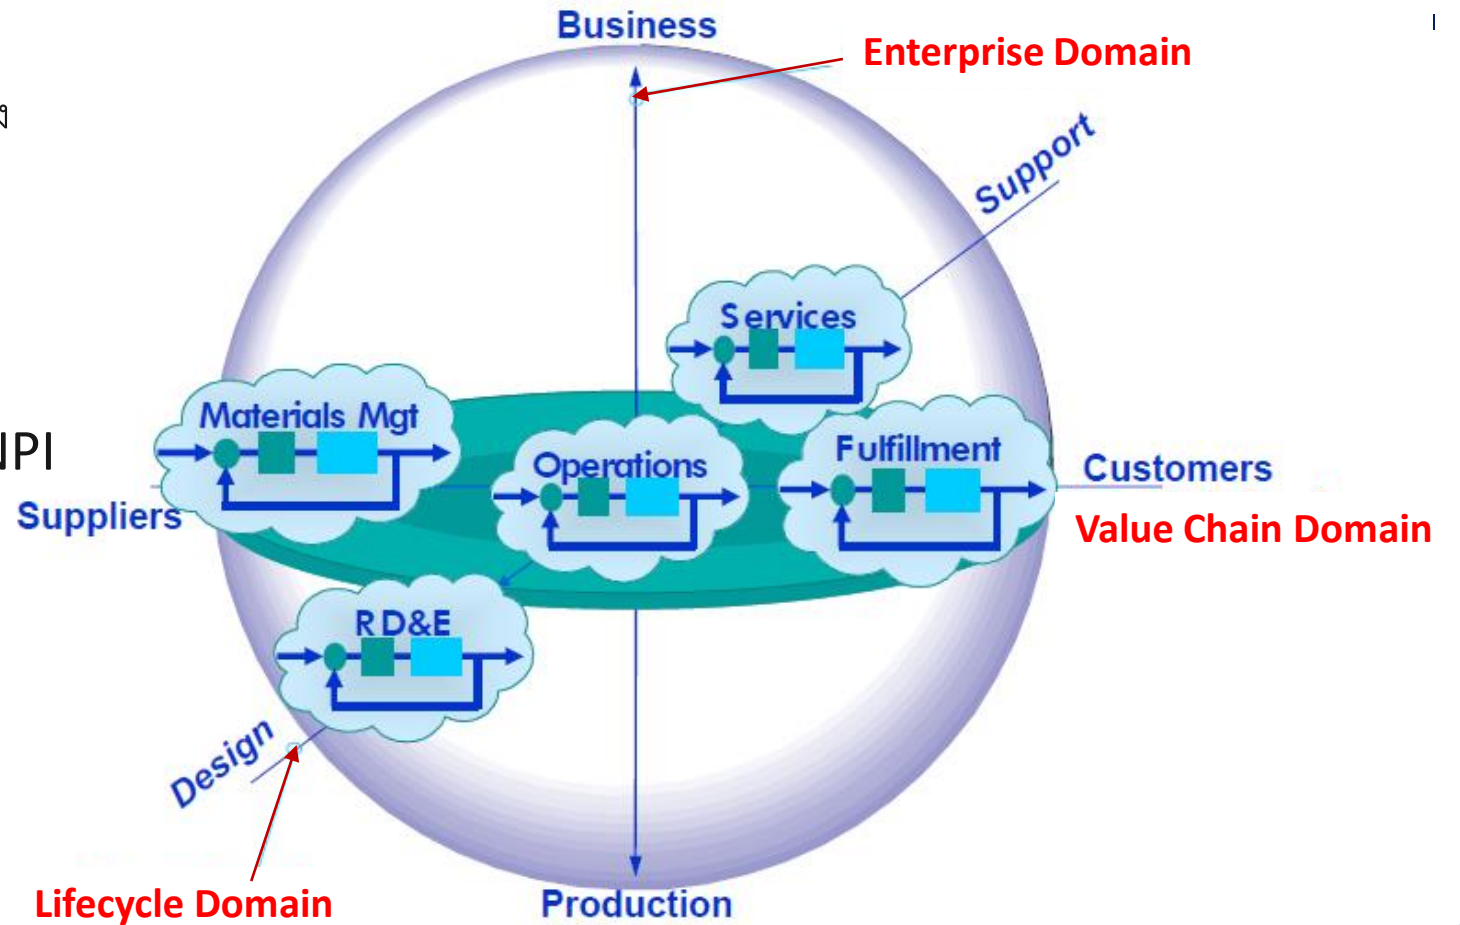 Business
Enterprise Domain
Support
Services
Materials Mgt
Fulfillment
Operations
Customers
Suppliers
Value Chain Domain
RD&E
Design
Lifecycle Domain
Production